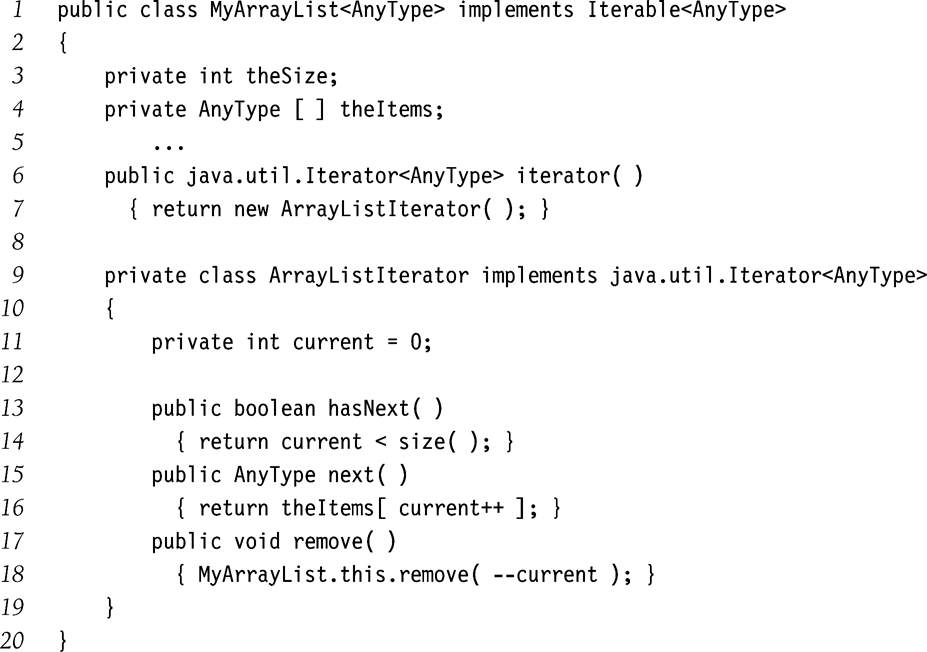 1 public class MyArrayList<AnyType> implements Iterable<AnyType>
2 {
3 private int theSize;
4 private AnyType [ ] theItems;
5 ...
6 public java.util.Iterator<AnyType> iterator( )
7 { return new ArrayListIterator( ); }
8
9 private class ArrayListIterator implements java.util.Iterator<AnyType>
10 {
11 private int current = 0;
12
13 public boolean hasNext( )
14 { return current < size( ); }
15 public AnyType next( )
16 { return theItems[ current++ ]; }
17 public void remove( )
18 { MyArrayList.this.remove( --current ); }
19 }
20 }